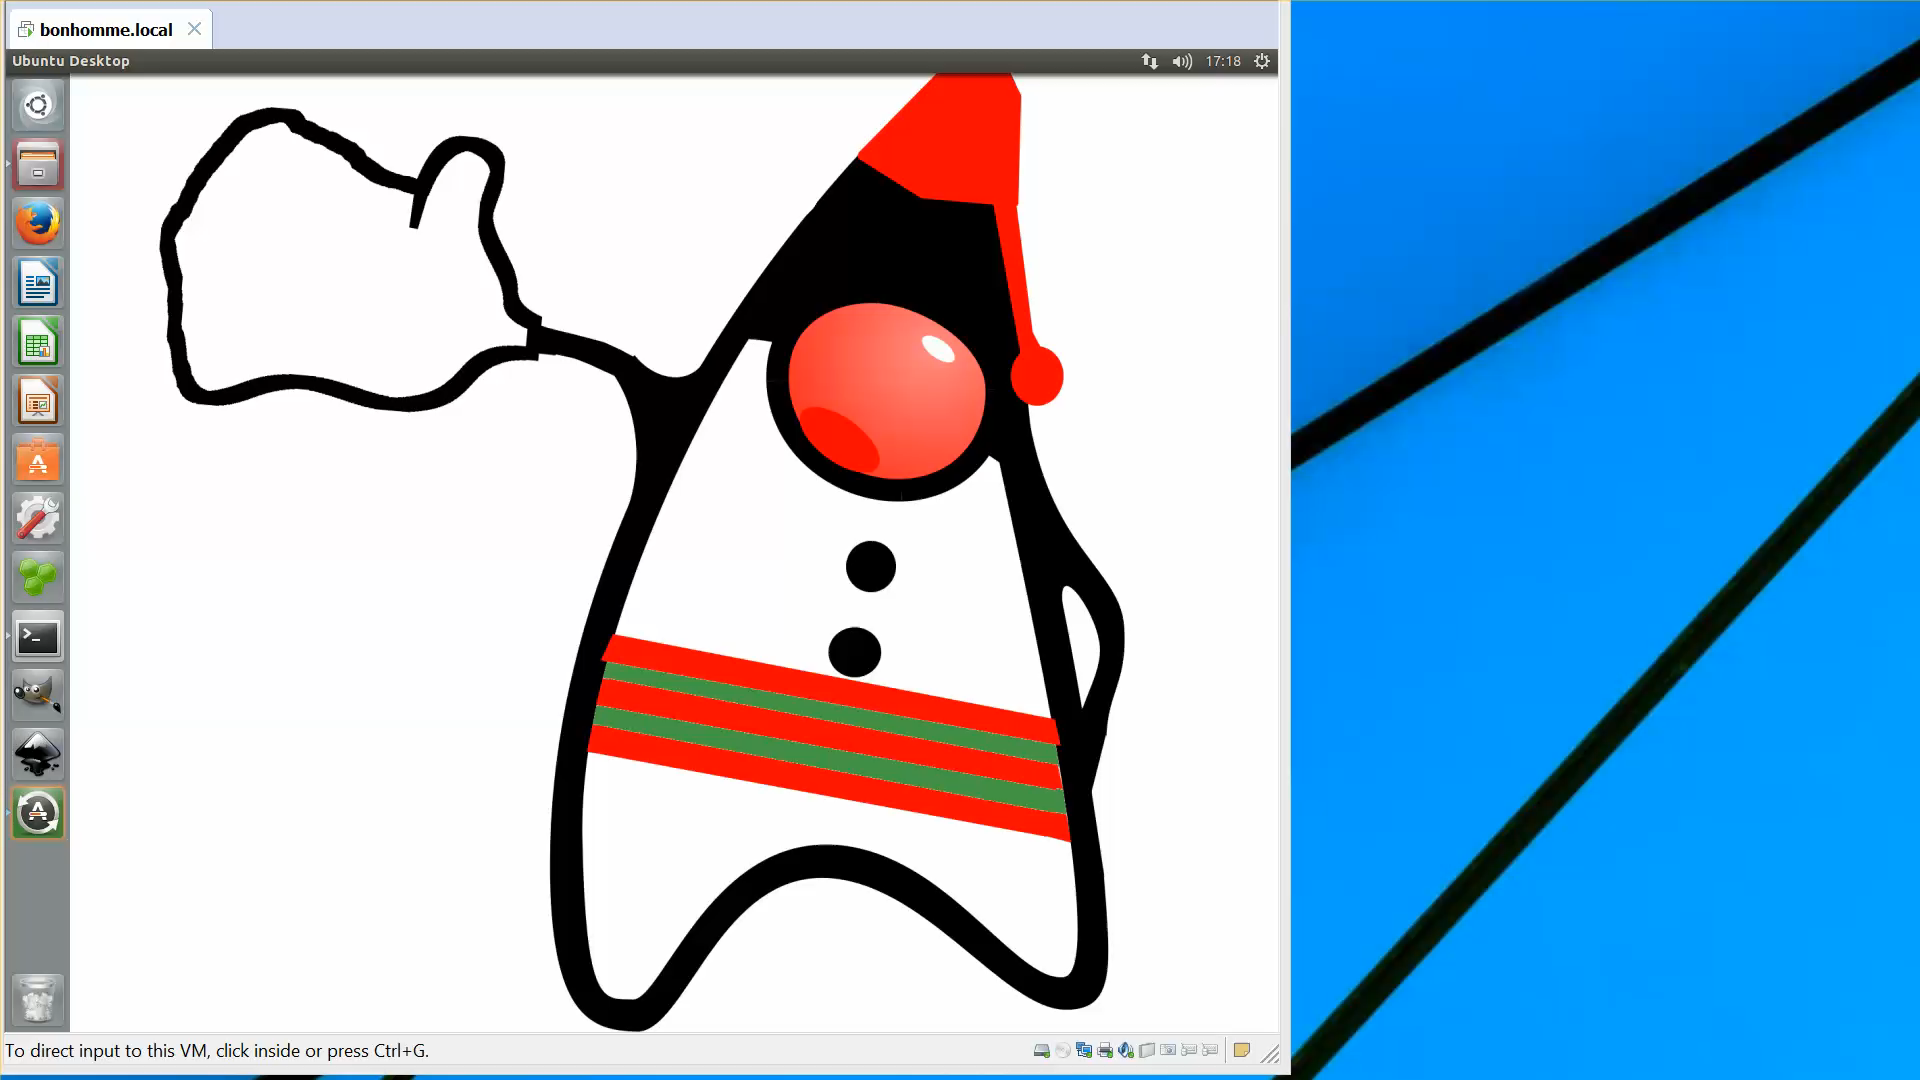 bonhomme.local
Ubuntu Desktop
17:18
To direct input to this VM, click inside or press Ctrl+G.